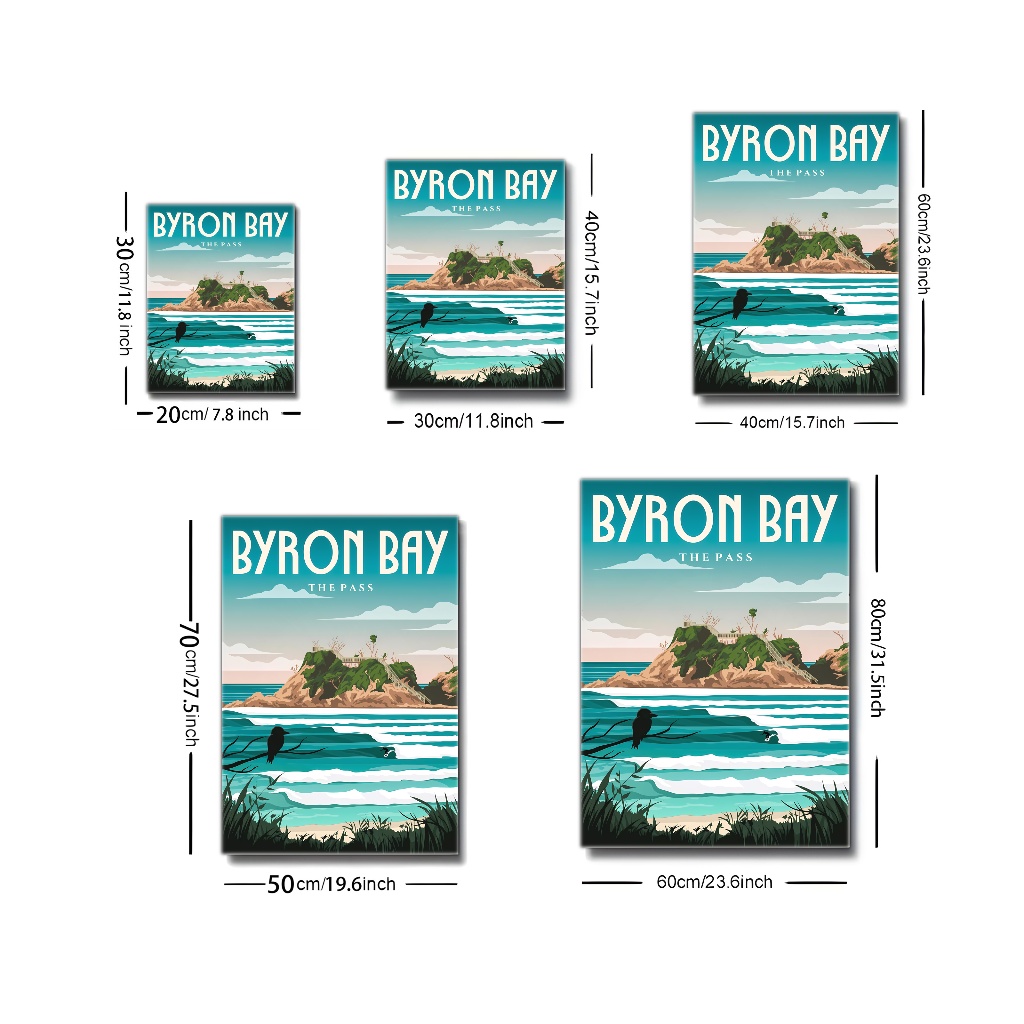 BYRON BAY
THE PASS
30cm/11.8 inch
20cm/ 7.8 inch
BYRON BAY
THE PASS
40cm/15.7inch
30cm/11.8inch
BYRON BAY
THE PASS
60cm/23.6inch
40cm/15.7inch
BYRON BAY
THE PASS
70cm/27.5inch
50cm/19.6inch
BYRON BAY
THE PASS
80cm/31.5inch
60cm/23.6inch